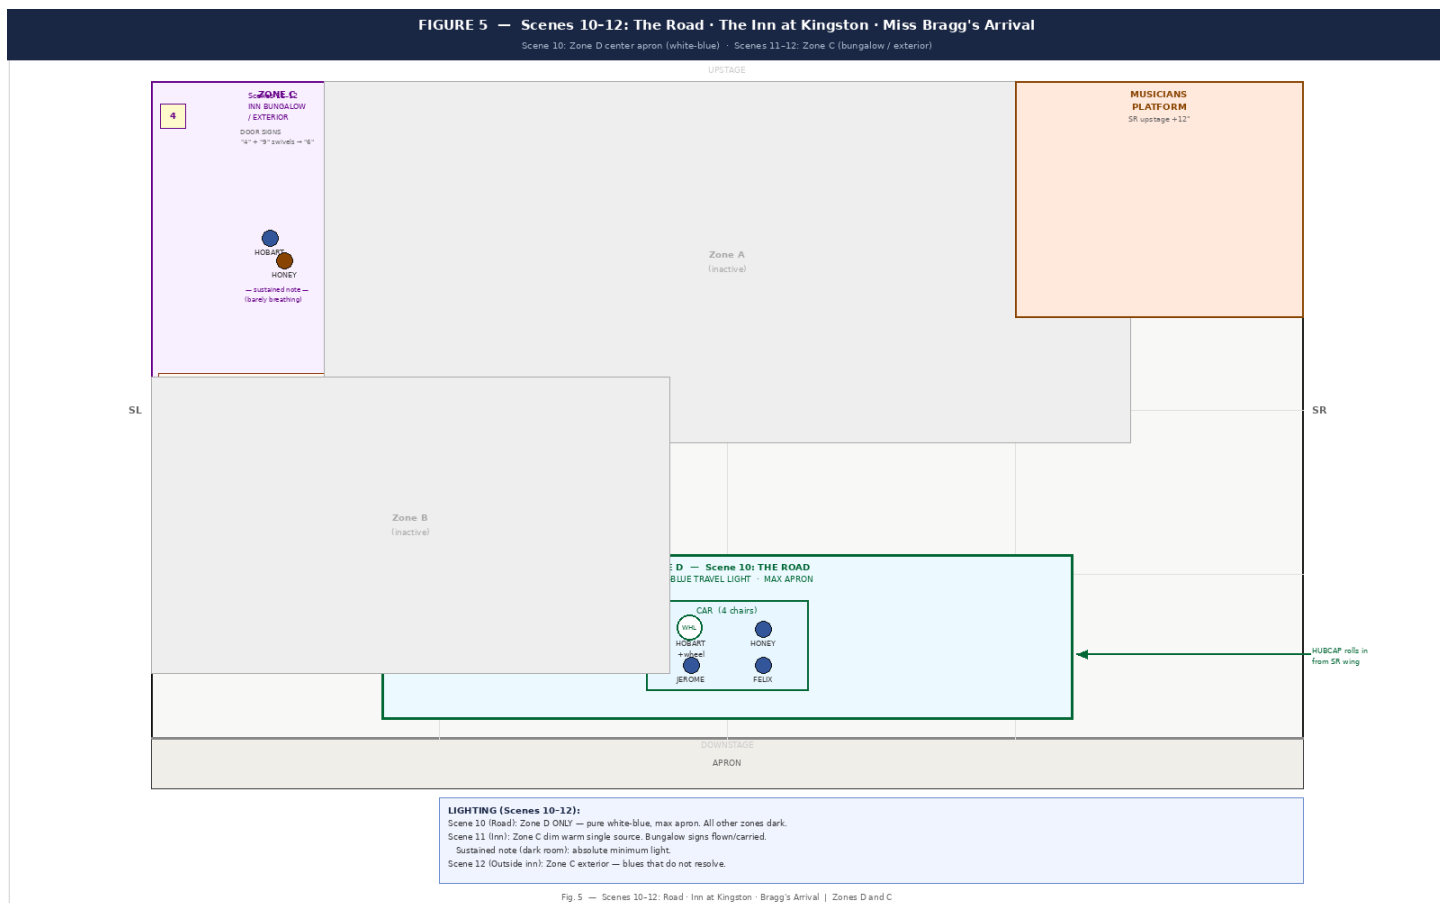 FIGURE 5 — Scenes 10–12: The Road · The Inn at Kingston · Miss Bragg's Arrival
Scene 10: Zone D center apron (white-blue) · Scenes 11–12: Zone C (bungalow / exterior)
UPSTAGE
ZONE C
INN BUNGALOW
/ EXTERIOR
4
DOOR SIGNS
"4" + "9" swivels → "6"
HOBART
HONEY
— sustained note —
(barely breathing)
Zone A
(inactive)
MUSICIANS
PLATFORM
SR upstage +12"
SL
SR
Zone B
(inactive)
E D — Scene 10: THE ROAD
BLUE TRAVEL LIGHT · MAX APRON
CAR (4 chairs)
WHL
HOBART
+wheel
HONEY
JEROME
FELIX
HUBCAP rolls in
from SR wing
DOWNSTAGE
APRON
LIGHTING (Scenes 10–12):
Scene 10 (Road): Zone D ONLY — pure white-blue, max apron. All other zones dark.
Scene 11 (Inn): Zone C dim warm single source. Bungalow signs flown/carried.
Sustained note (dark room): absolute minimum light.
Scene 12 (Outside inn): Zone C exterior — blues that do not resolve.
Fig. 5 — Scenes 10–12: Road · Inn at Kingston · Bragg's Arrival | Zones D and C